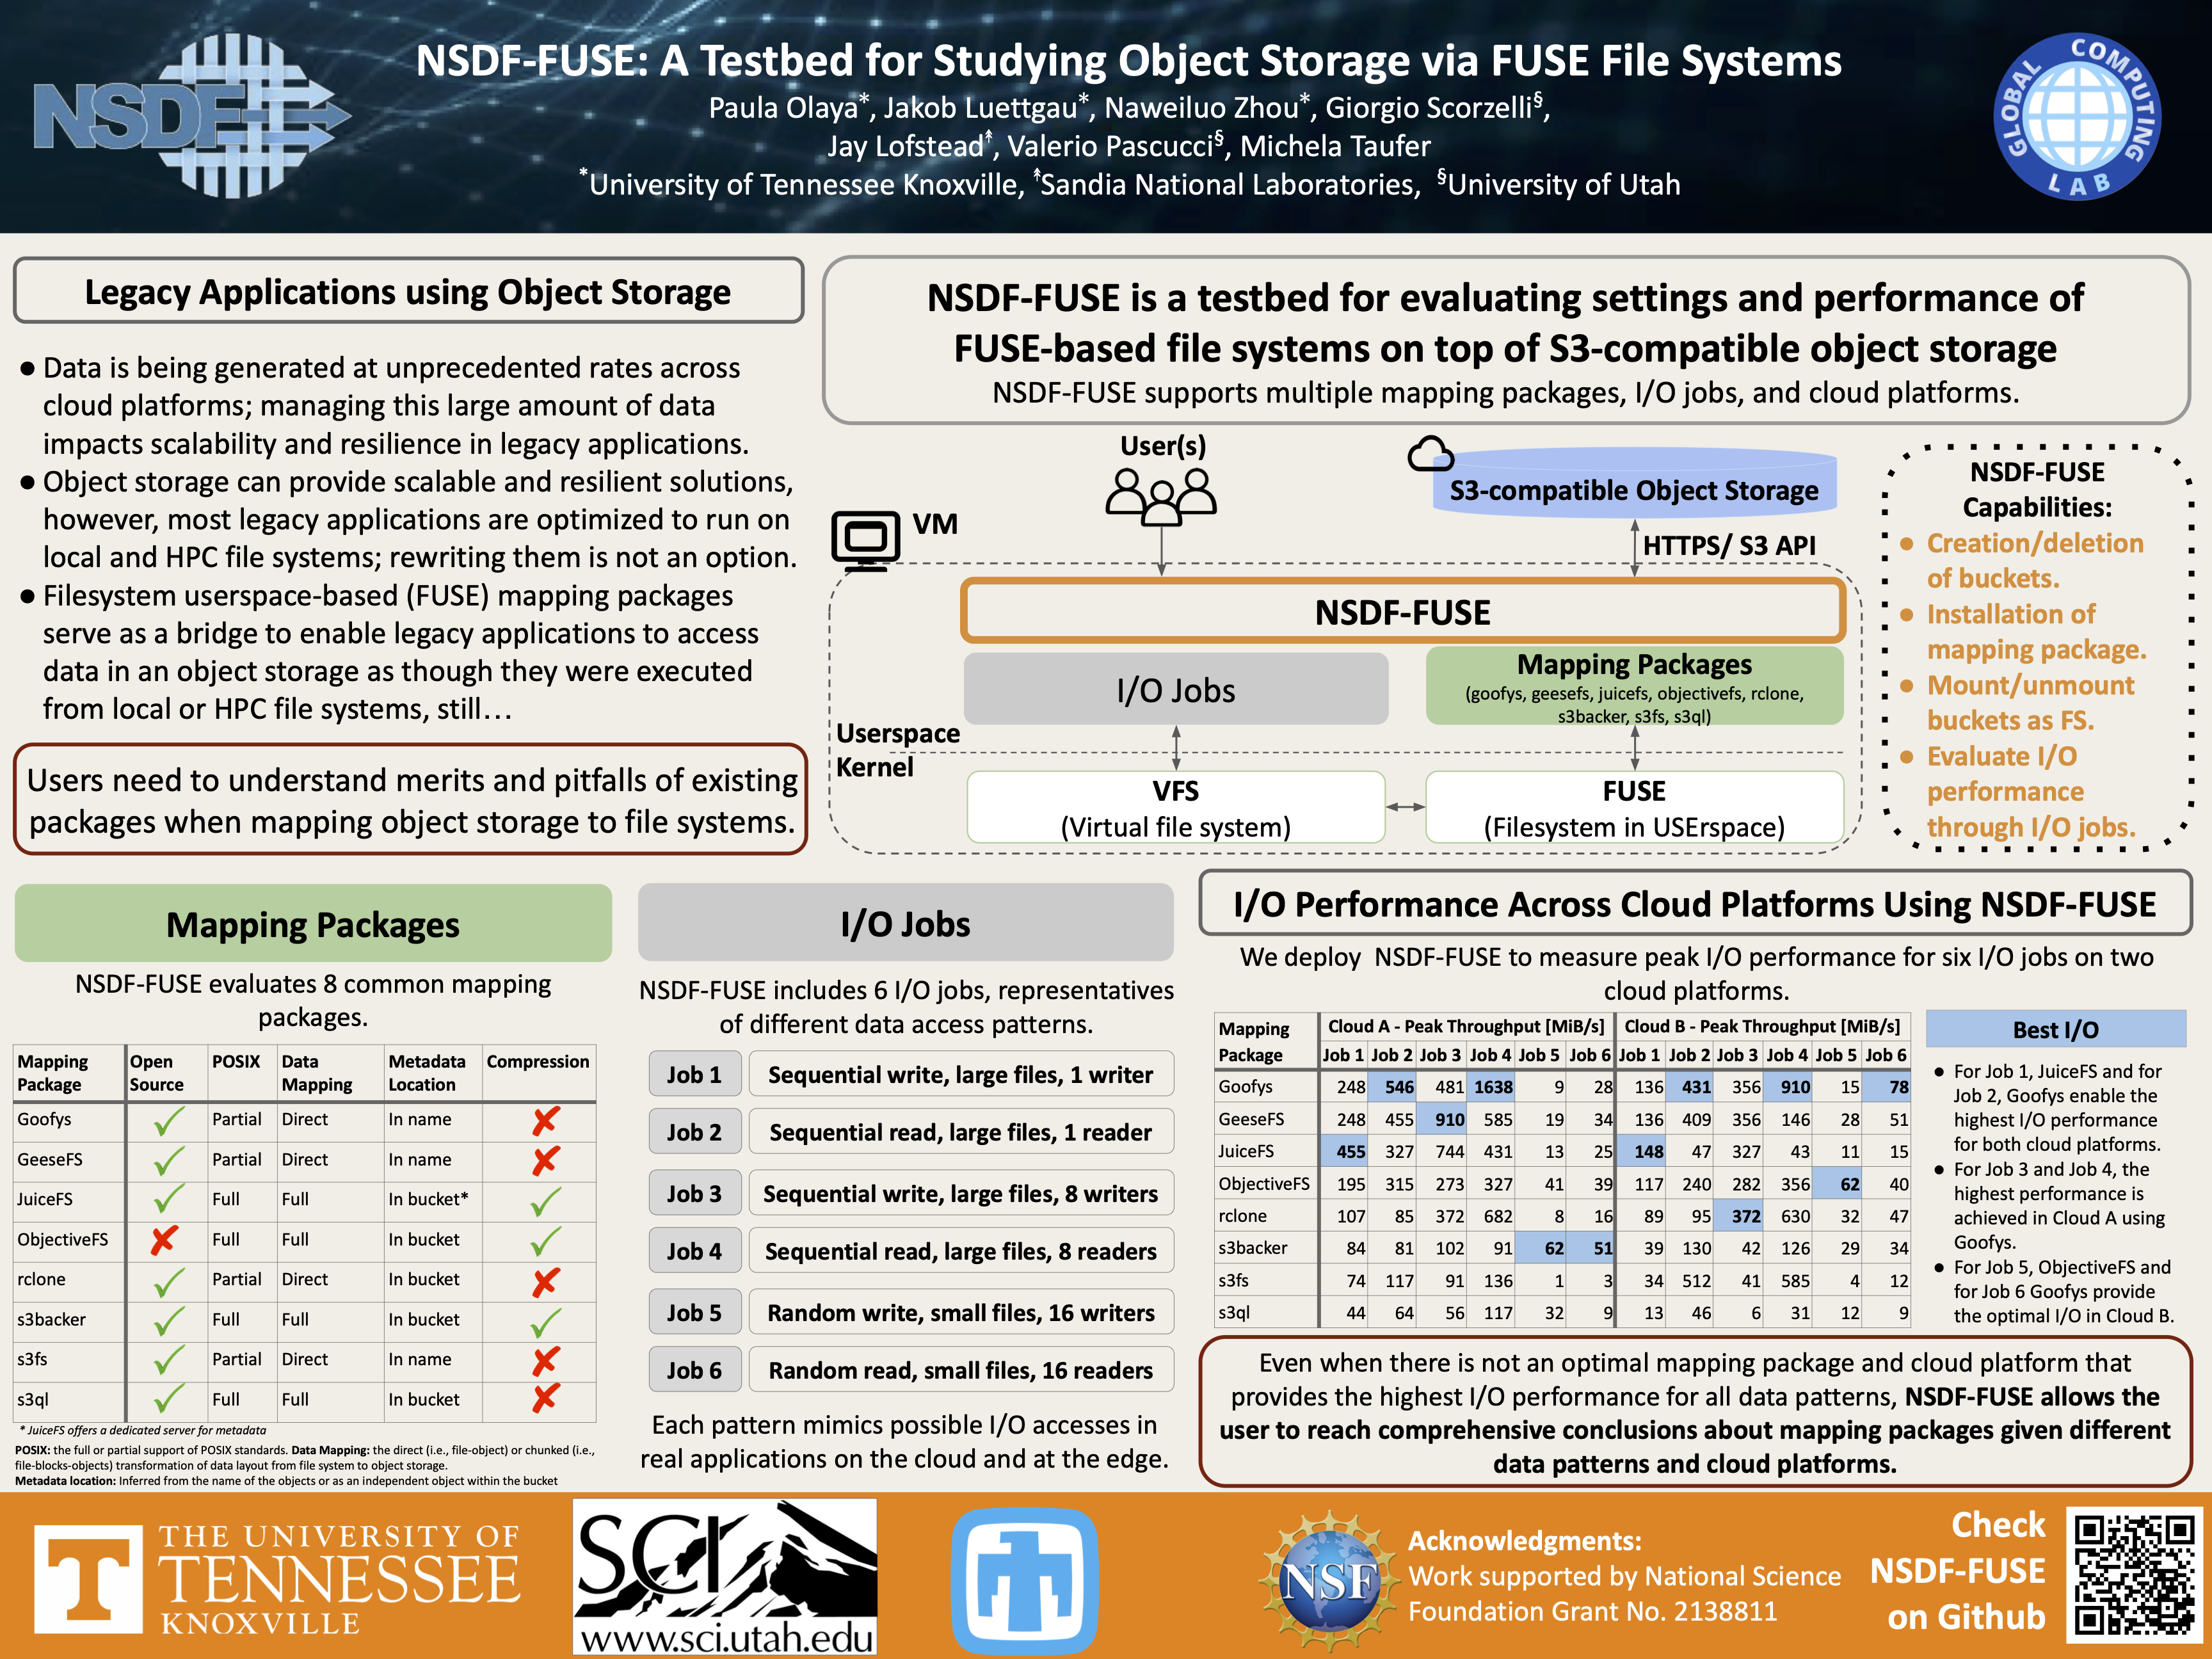 NSDF
NSDF-FUSE: A Testbed for Studying Object Storage via FUSE File Systems
Paula Olaya*, Jakob Luettgau*, Naweiluo Zhou*, Giorgio Scorzelli§,
Jay Lofstead☨, Valerio Pascucci§, Michela Taufer
*University of Tennessee Knoxville, ☨Sandia National Laboratories, §University of Utah
GLOBAL COMPUTING LAB
Legacy Applications using Object Storage
● Data is being generated at unprecedented rates across
cloud platforms; managing this large amount of data
impacts scalability and resilience in legacy applications.
● Object storage can provide scalable and resilient solutions,
however, most legacy applications are optimized to run on
local and HPC file systems; rewriting them is not an option.
● Filesystem userspace-based (FUSE) mapping packages
serve as a bridge to enable legacy applications to access
data in an object storage as though they were executed
from local or HPC file systems, still…
Users need to understand merits and pitfalls of existing
packages when mapping object storage to file systems.
NSDF-FUSE is a testbed for evaluating settings and performance of
FUSE-based file systems on top of S3-compatible object storage
NSDF-FUSE supports multiple mapping packages, I/O jobs, and cloud platforms.
User(s)
S3-compatible Object Storage
VM
HTTPS/ S3 API
NSDF-FUSE
I/O Jobs
Mapping Packages
(goofys, geesefs, juicefs, objectivefs, rclone,
s3backer, s3fs, s3ql)
Userspace
Kernel
VFS
(Virtual file system)
FUSE
(Filesystem in USErspace)
NSDF-FUSE
Capabilities:
● Creation/deletion
of buckets.
● Installation of
mapping package.
● Mount/unmount
buckets as FS.
● Evaluate I/O
performance
through I/O jobs.
Mapping Packages
NSDF-FUSE evaluates 8 common mapping
packages.
Mapping Package Open Source POSIX Data Mapping Metadata Location Compression
Goofys ✓ Partial Direct In name ✘
GeeseFS ✓ Partial Direct In name ✘
JuiceFS ✓ Full Full In bucket* ✓
ObjectiveFS ✘ Full Full In bucket ✓
rclone ✓ Partial Direct In bucket ✘
s3backer ✓ Full Full In bucket ✓
s3fs ✓ Partial Direct In name ✘
s3ql ✓ Full Full In bucket ✘
* JuiceFS offers a dedicated server for metadata
POSIX: the full or partial support of POSIX standards. Data Mapping: the direct (i.e., file-object) or chunked (i.e.,
file-blocks-objects) transformation of data layout from file system to object storage.
Metadata location: Inferred from the name of the objects or as an independent object within the bucket
I/O Jobs
NSDF-FUSE includes 6 I/O jobs, representatives
of different data access patterns.
Job 1 Sequential write, large files, 1 writer
Job 2 Sequential read, large files, 1 reader
Job 3 Sequential write, large files, 8 writers
Job 4 Sequential read, large files, 8 readers
Job 5 Random write, small files, 16 writers
Job 6 Random read, small files, 16 readers
Each pattern mimics possible I/O accesses in
real applications on the cloud and at the edge.
I/O Performance Across Cloud Platforms Using NSDF-FUSE
We deploy NSDF-FUSE to measure peak I/O performance for six I/O jobs on two
cloud platforms.
Mapping Package Cloud A - Peak Throughput [MiB/s] Cloud B - Peak Throughput [MiB/s]
Job 1 Job 2 Job 3 Job 4 Job 5 Job 6 Job 1 Job 2 Job 3 Job 4 Job 5 Job 6
Goofys 248 546 481 1638 9 28 136 431 356 910 15 78
GeeseFS 248 455 910 585 19 34 136 409 356 146 28 51
JuiceFS 455 327 744 431 13 25 148 47 327 43 11 15
ObjectiveFS 195 315 273 327 41 39 117 240 282 356 62 40
rclone 107 85 372 682 8 16 89 95 372 630 32 47
s3backer 84 81 102 91 62 51 39 130 42 126 29 34
s3fs 74 117 91 136 1 3 34 512 41 585 4 12
s3ql 44 64 56 117 32 9 13 46 6 31 12 9
Best I/O
● For Job 1, JuiceFS and for
Job 2, Goofys enable the
highest I/O performance
for both cloud platforms.
● For Job 3 and Job 4, the
highest performance is
achieved in Cloud A using
Goofys.
● For Job 5, ObjectiveFS and
for Job 6 Goofys provide
the optimal I/O in Cloud B.
Even when there is not an optimal mapping package and cloud platform that
provides the highest I/O performance for all data patterns, NSDF-FUSE allows the
user to reach comprehensive conclusions about mapping packages given different
data patterns and cloud platforms.
T
THE UNIVERSITY OF
TENNESSEE
KNOXVILLE
SCI
www.sci.utah.edu
NSF
Acknowledgments:
Work supported by National Science
Foundation Grant No. 2138811
Check
NSDF-FUSE
on Github